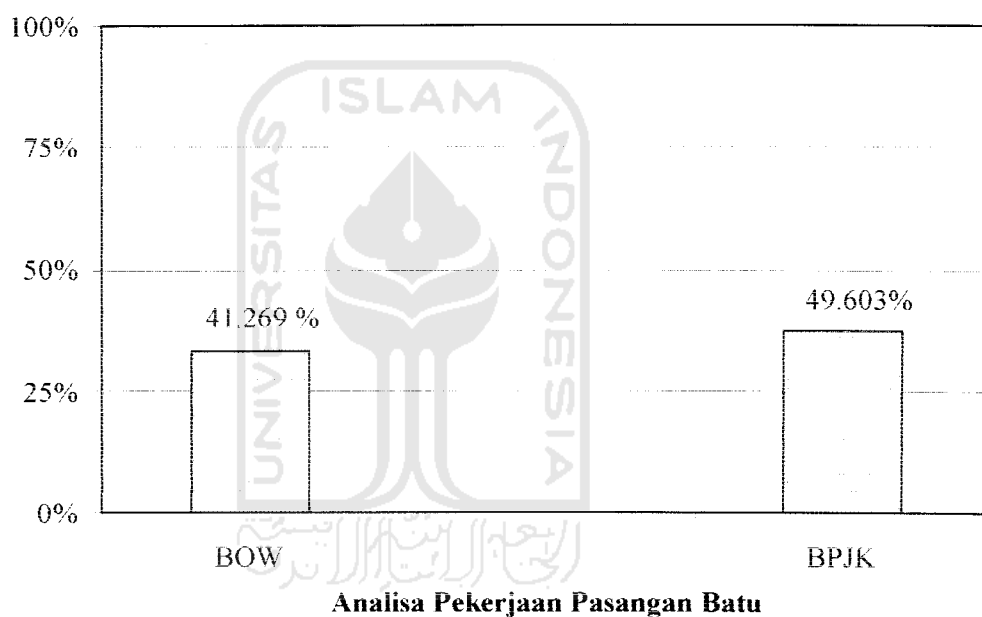 100%
75%
50%
25%
0%
41.269 %
49.603%
BOW
BPJK
Analisa Pekerjaan Pasangan Batu
UNIVERSITAS
ISLAM
INDONESIA